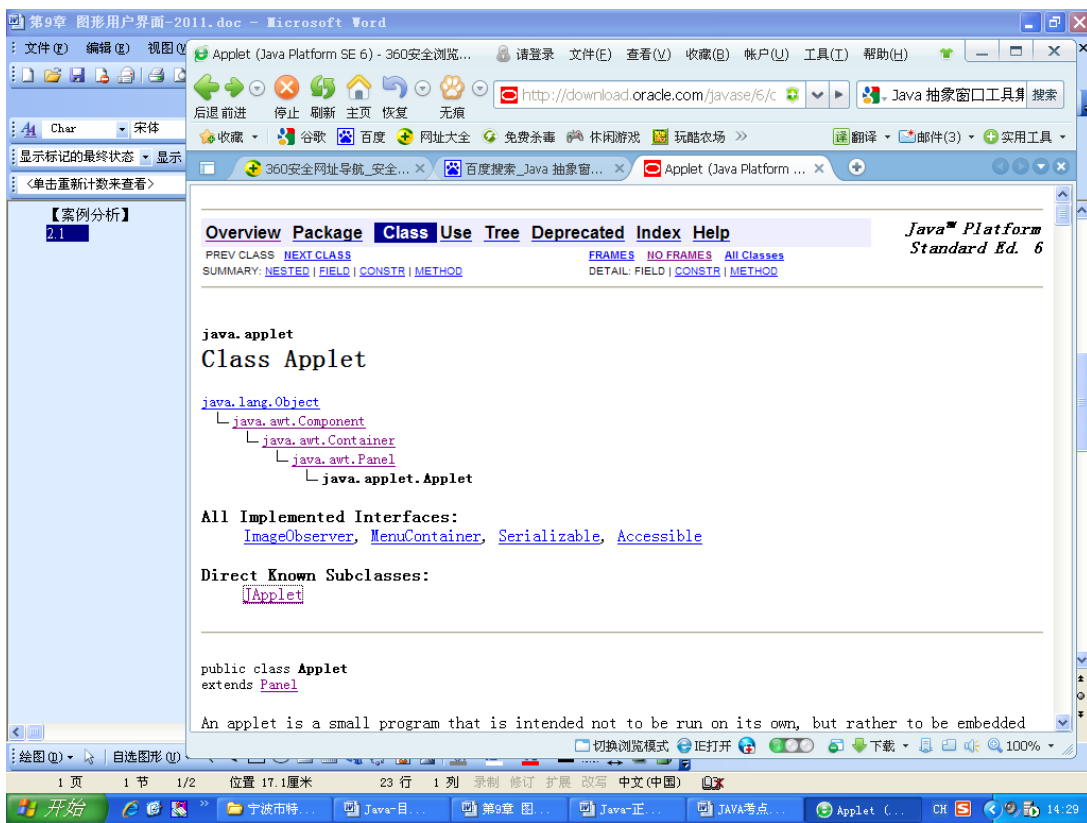 第9章 图形用户界面-2011.doc - Microsoft Word
文件(F) 编辑(E) 视图(V
Applet (Java Platform SE 6) - 360安全浏览... 请登录 文件(F) 查看(V) 收藏(B) 帐户(U) 工具(T) 帮助(H)
后退 前进 停止 刷新 主页 恢复 无痕
http://download.oracle.com/javase/6/c
Java 抽象窗口工具集 搜索
Char 宋体
收藏 谷歌 百度 网址大全 免费杀毒 休闲游戏 玩酷农场 » 翻译 邮件(3) 实用工具
显示标记的最终状态 显示
360安全网址导航_安全... 百度搜索_Java 抽象窗... Applet (Java Platform ...
<单击重新计数来查看>
【案例分析】
2.1
Overview Package Class Use Tree Deprecated Index Help
Java™ Platform
Standard Ed. 6
PREV CLASS NEXT CLASS FRAMES NO FRAMES All Classes
SUMMARY: NESTED | FIELD | CONSTR | METHOD DETAIL: FIELD | CONSTR | METHOD
java.applet
Class Applet
java.lang.Object
java.awt.Component
java.awt.Container
java.awt.Panel
java.applet.Applet
All Implemented Interfaces:
ImageObserver, MenuContainer, Serializable, Accessible
Direct Known Subclasses:
JApplet
public class Applet
extends Panel
An applet is a small program that is intended not to be run on its own, but rather to be embedded
切换浏览模式 IE打开 下载 100%
绘图(D) 自选图形(U)
1 页 1 节 1/2 位置 17.1厘米 23 行 1 列 录制 修订 扩展 改写 中文(中国)
开始 » 宁波市特... Java-目... 第9章 图... Java-正... JAVA考点... Applet (... CH 14:29